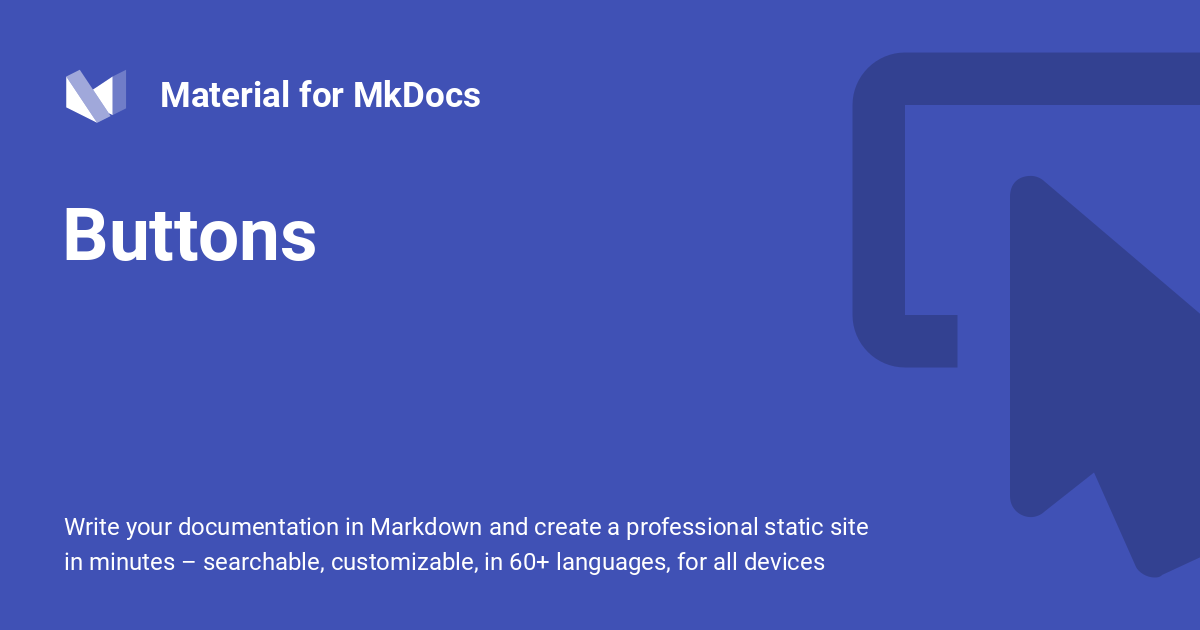 Material for MkDocs
Buttons
Write your documentation in Markdown and create a professional static site
in minutes – searchable, customizable, in 60+ languages, for all devices